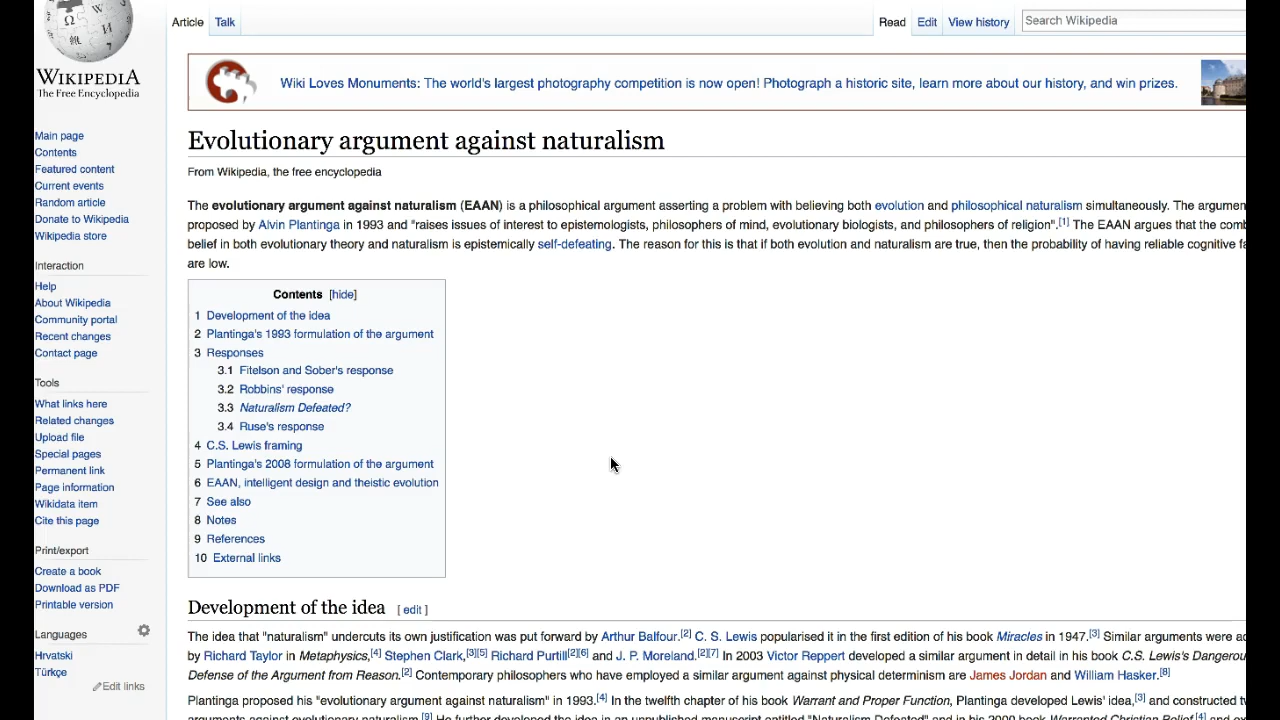 Article Talk Read Edit View history Search Wikipedia
WIKIPEDIA
The Free Encyclopedia
Wiki Loves Monuments: The world's largest photography competition is now open! Photograph a historic site, learn more about our history, and win prizes.
Main page
Contents
Featured content
Current events
Random article
Donate to Wikipedia
Wikipedia store
Interaction
Help
About Wikipedia
Community portal
Recent changes
Contact page
Tools
What links here
Related changes
Upload file
Special pages
Permanent link
Page information
Wikidata item
Cite this page
Print/export
Create a book
Download as PDF
Printable version
Languages
Hrvatski
Türkçe
Edit links
Evolutionary argument against naturalism
From Wikipedia, the free encyclopedia
The evolutionary argument against naturalism (EAAN) is a philosophical argument asserting a problem with believing both evolution and philosophical naturalism simultaneously. The argumen
proposed by Alvin Plantinga in 1993 and "raises issues of interest to epistemologists, philosophers of mind, evolutionary biologists, and philosophers of religion".[1] The EAAN argues that the comb
belief in both evolutionary theory and naturalism is epistemically self-defeating. The reason for this is that if both evolution and naturalism are true, then the probability of having reliable cognitive fa
are low.
Contents [hide]
1 Development of the idea
2 Plantinga's 1993 formulation of the argument
3 Responses
3.1 Fitelson and Sober's response
3.2 Robbins' response
3.3 Naturalism Defeated?
3.4 Ruse's response
4 C.S. Lewis framing
5 Plantinga's 2008 formulation of the argument
6 EAAN, intelligent design and theistic evolution
7 See also
8 Notes
9 References
10 External links
Development of the idea [ edit ]
The idea that "naturalism" undercuts its own justification was put forward by Arthur Balfour.[2] C. S. Lewis popularised it in the first edition of his book Miracles in 1947.[3] Similar arguments were ad
by Richard Taylor in Metaphysics,[4] Stephen Clark,[3][5] Richard Purtill[2][6] and J. P. Moreland.[2][7] In 2003 Victor Reppert developed a similar argument in detail in his book C.S. Lewis's Dangerou
Defense of the Argument from Reason.[2] Contemporary philosophers who have employed a similar argument against physical determinism are James Jordan and William Hasker.[8]
Plantinga proposed his "evolutionary argument against naturalism" in 1993.[4] In the twelfth chapter of his book Warrant and Proper Function, Plantinga developed Lewis' idea,[3] and constructed tw
arguments against evolutionary naturalism.[9] He further developed the idea in an unpublished manuscript entitled "Naturalism Defeated" and in his 2000 book Warranted Christian Belief,[4] and